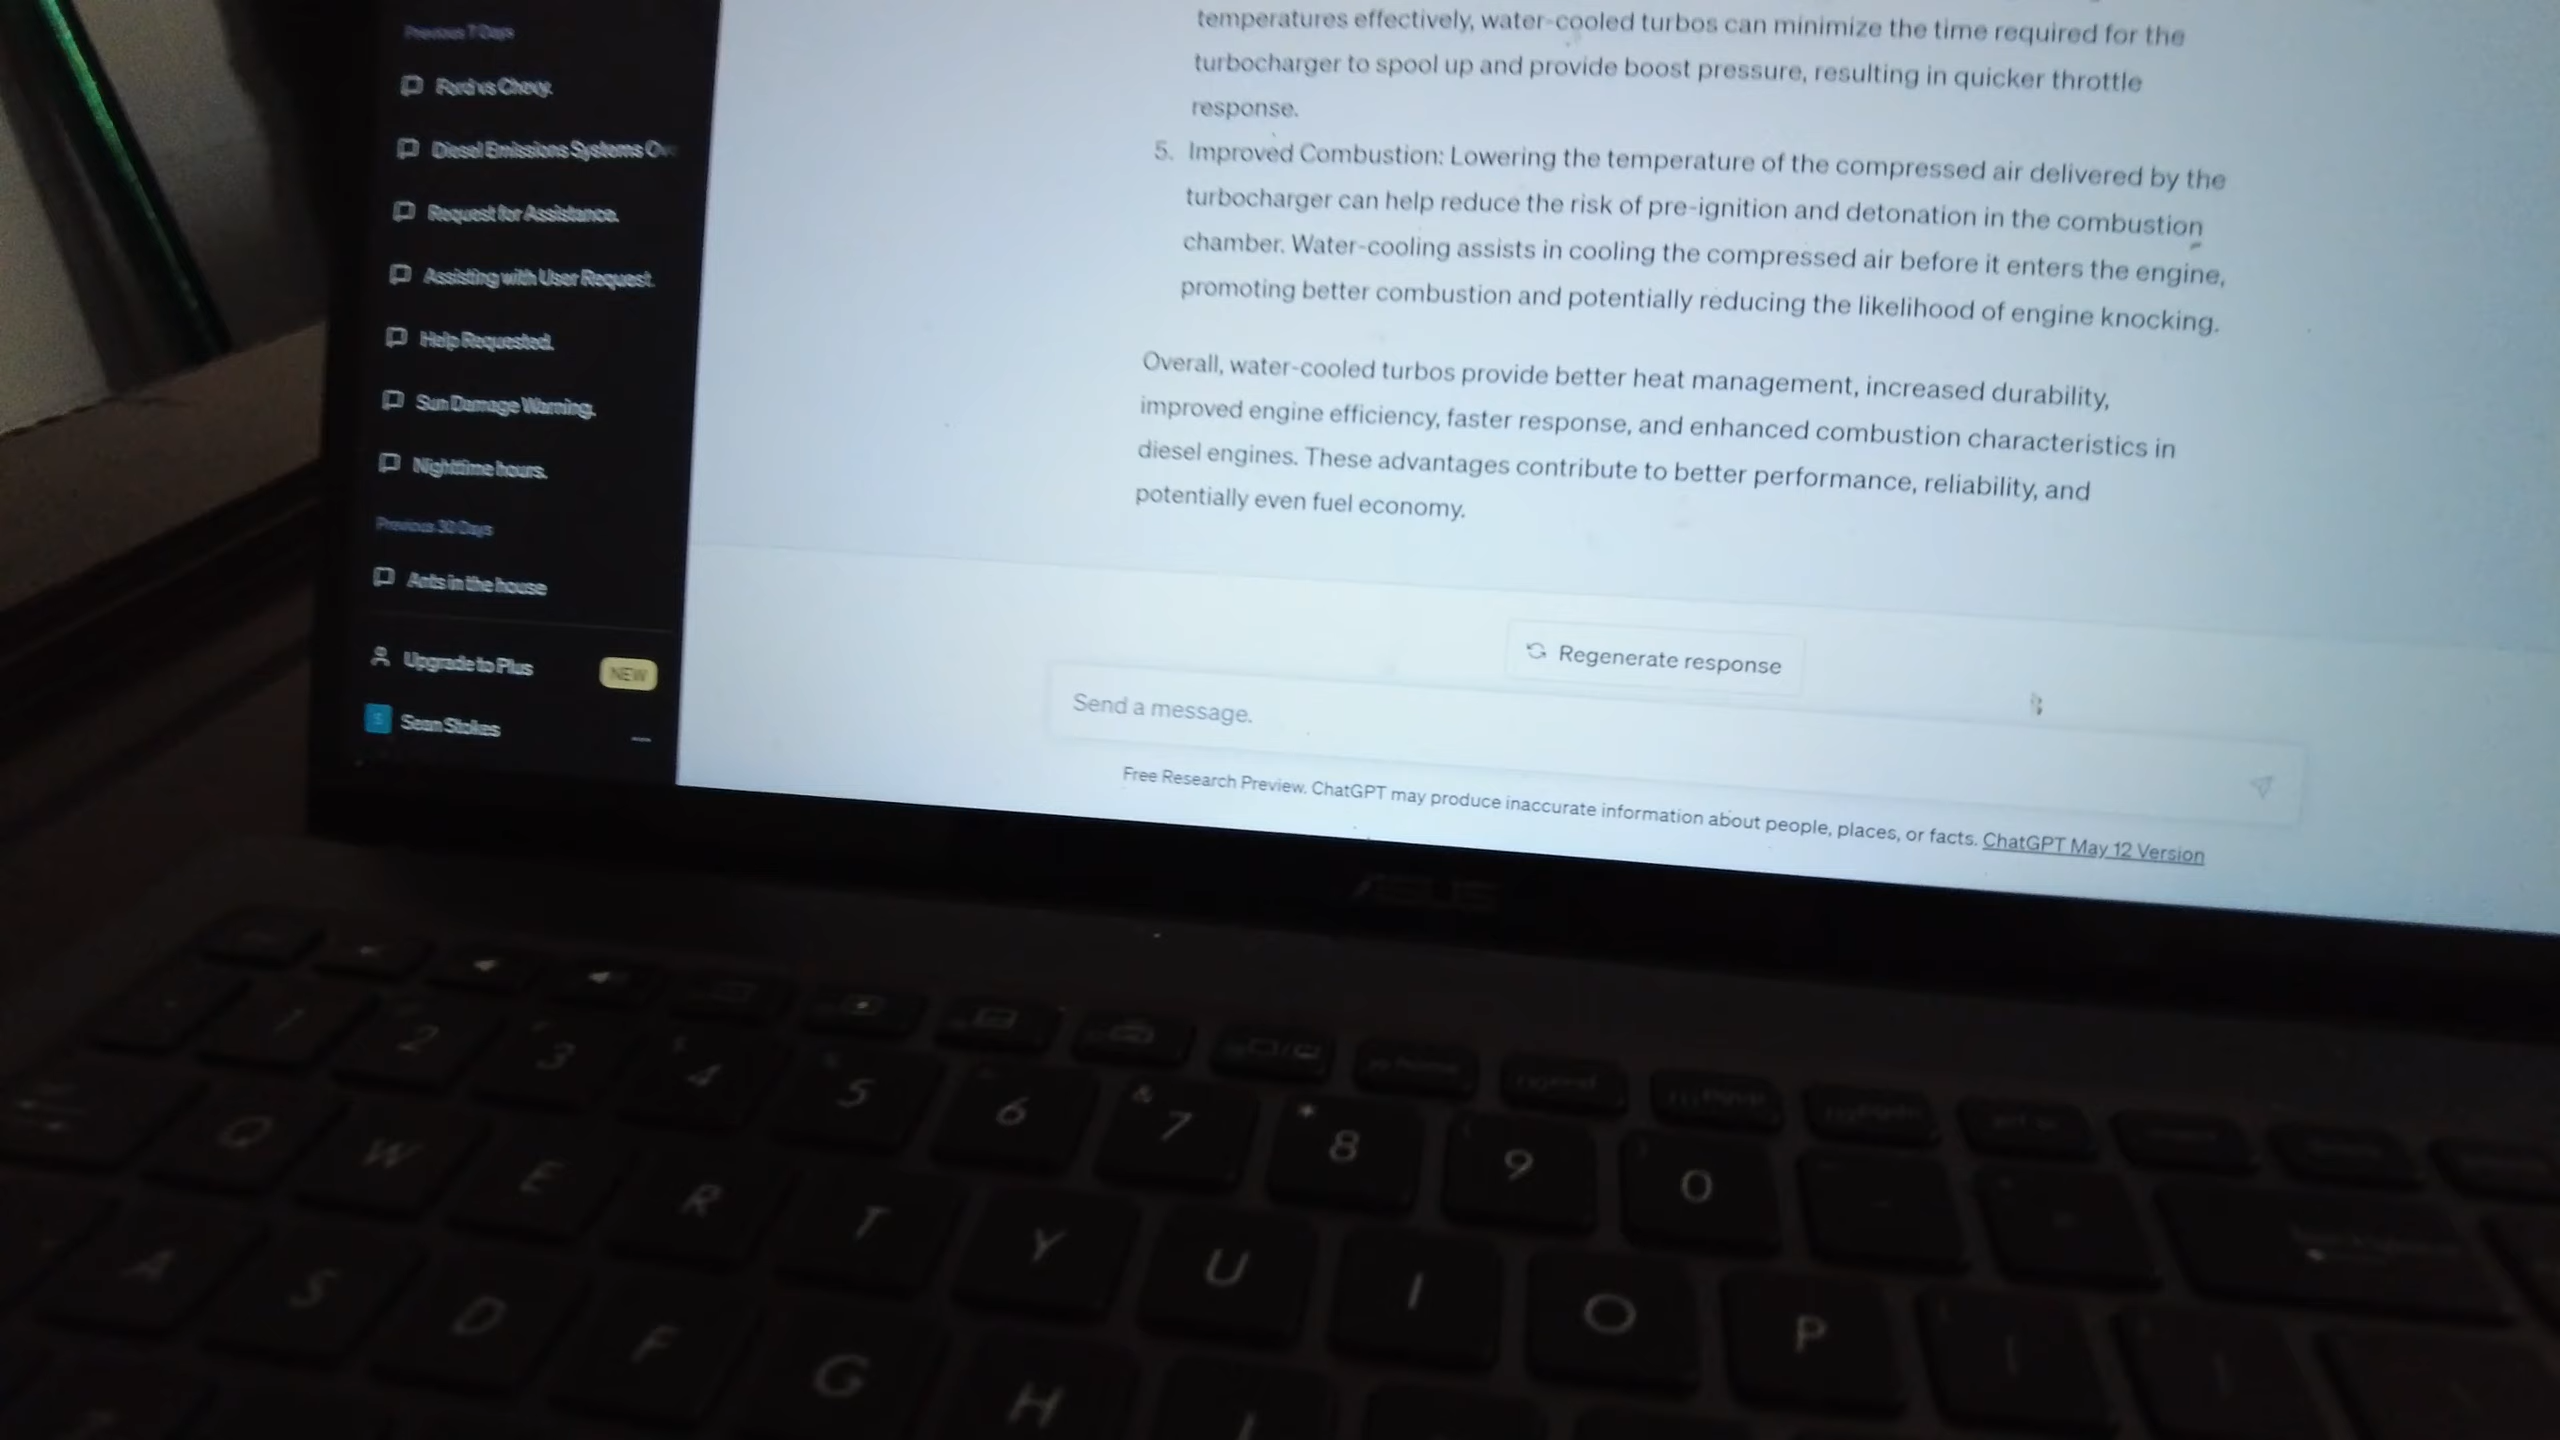 Previous 7 Days
Ford vs Chevy.
Diesel Emissions Systems Ov
Request for Assistance.
Assisting with User Request.
Help Requested.
Sun Damage Warning.
Nighttime hours.
Previous 30 Days
Ants in the house
Upgrade to Plus
NEW
S
Sean Stokes
temperatures effectively, water-cooled turbos can minimize the time required for the
turbocharger to spool up and provide boost pressure, resulting in quicker throttle
response.
5. Improved Combustion: Lowering the temperature of the compressed air delivered by the
turbocharger can help reduce the risk of pre-ignition and detonation in the combustion
chamber. Water-cooling assists in cooling the compressed air before it enters the engine,
promoting better combustion and potentially reducing the likelihood of engine knocking.
Overall, water-cooled turbos provide better heat management, increased durability,
improved engine efficiency, faster response, and enhanced combustion characteristics in
diesel engines. These advantages contribute to better performance, reliability, and
potentially even fuel economy.
Regenerate response
Send a message.
Free Research Preview. ChatGPT may produce inaccurate information about people, places, or facts. ChatGPT May 12 Version
ASUS
1 2 3 4 5 6 & 7 * 8 9 0
Q W E R T Y U I O P
A S D F G H